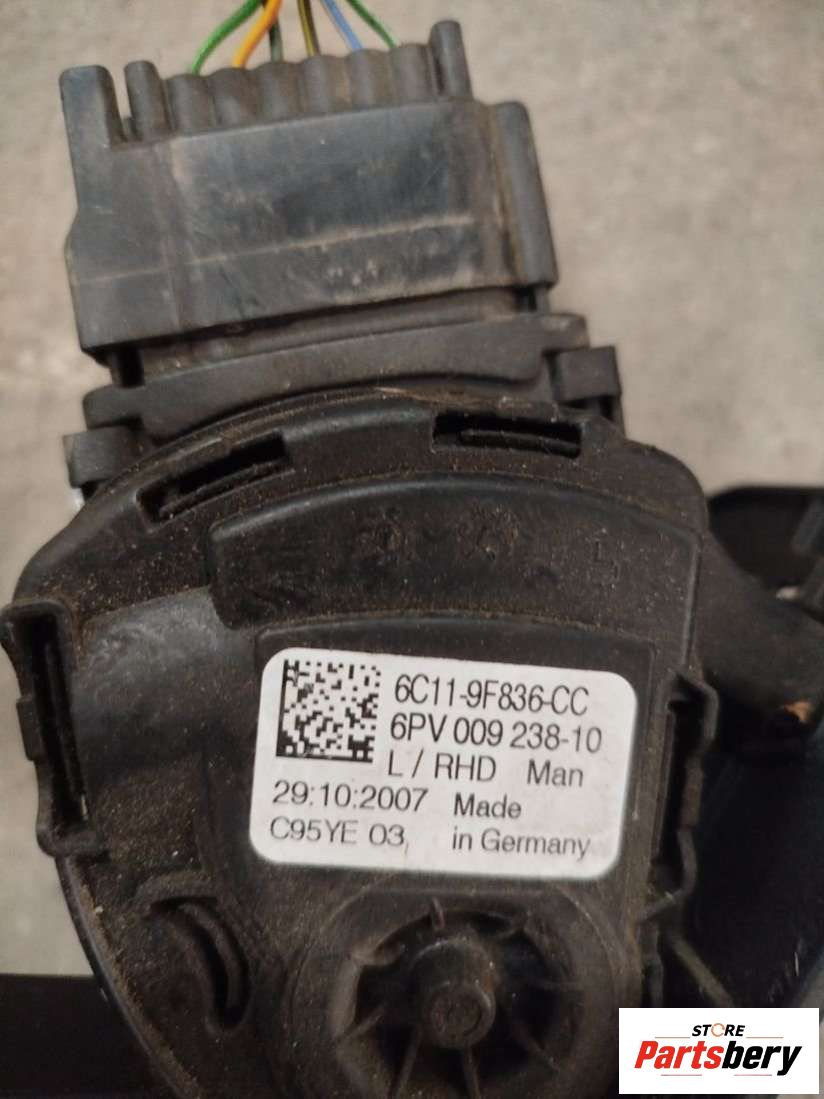 6C11-9F836-CC
6PV 009 238-10
L / RHD Man
29:10:2007 Made
C95YE 03, in Germany
STORE
Partsbery